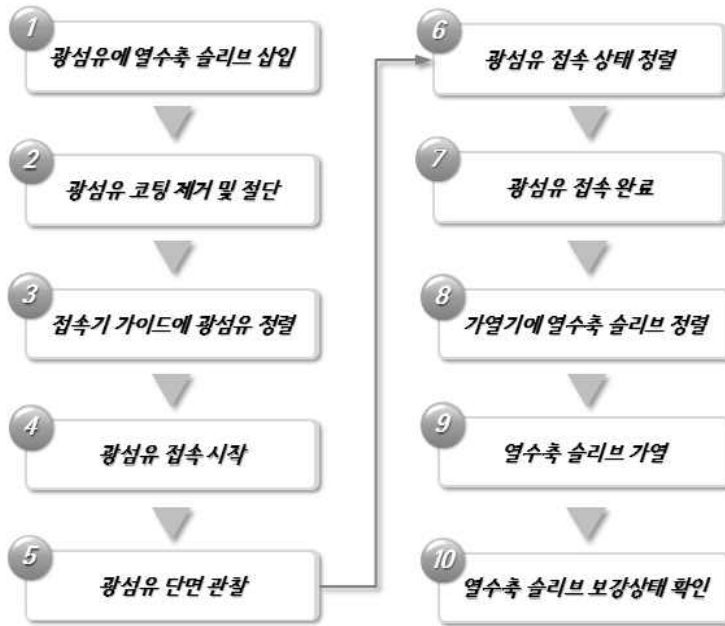 1
광섬유에 열수축 슬리브 삽입
2
광섬유 코팅 제거 및 절단
3
접속기 가이드에 광섬유 정렬
4
광섬유 접속 시작
5
광섬유 단면 관찰
6
광섬유 접속 상태 정렬
7
광섬유 접속 완료
8
가열기에 열수축 슬리브 정렬
9
열수축 슬리브 가열
10
열수축 슬리브 보강상태 확인